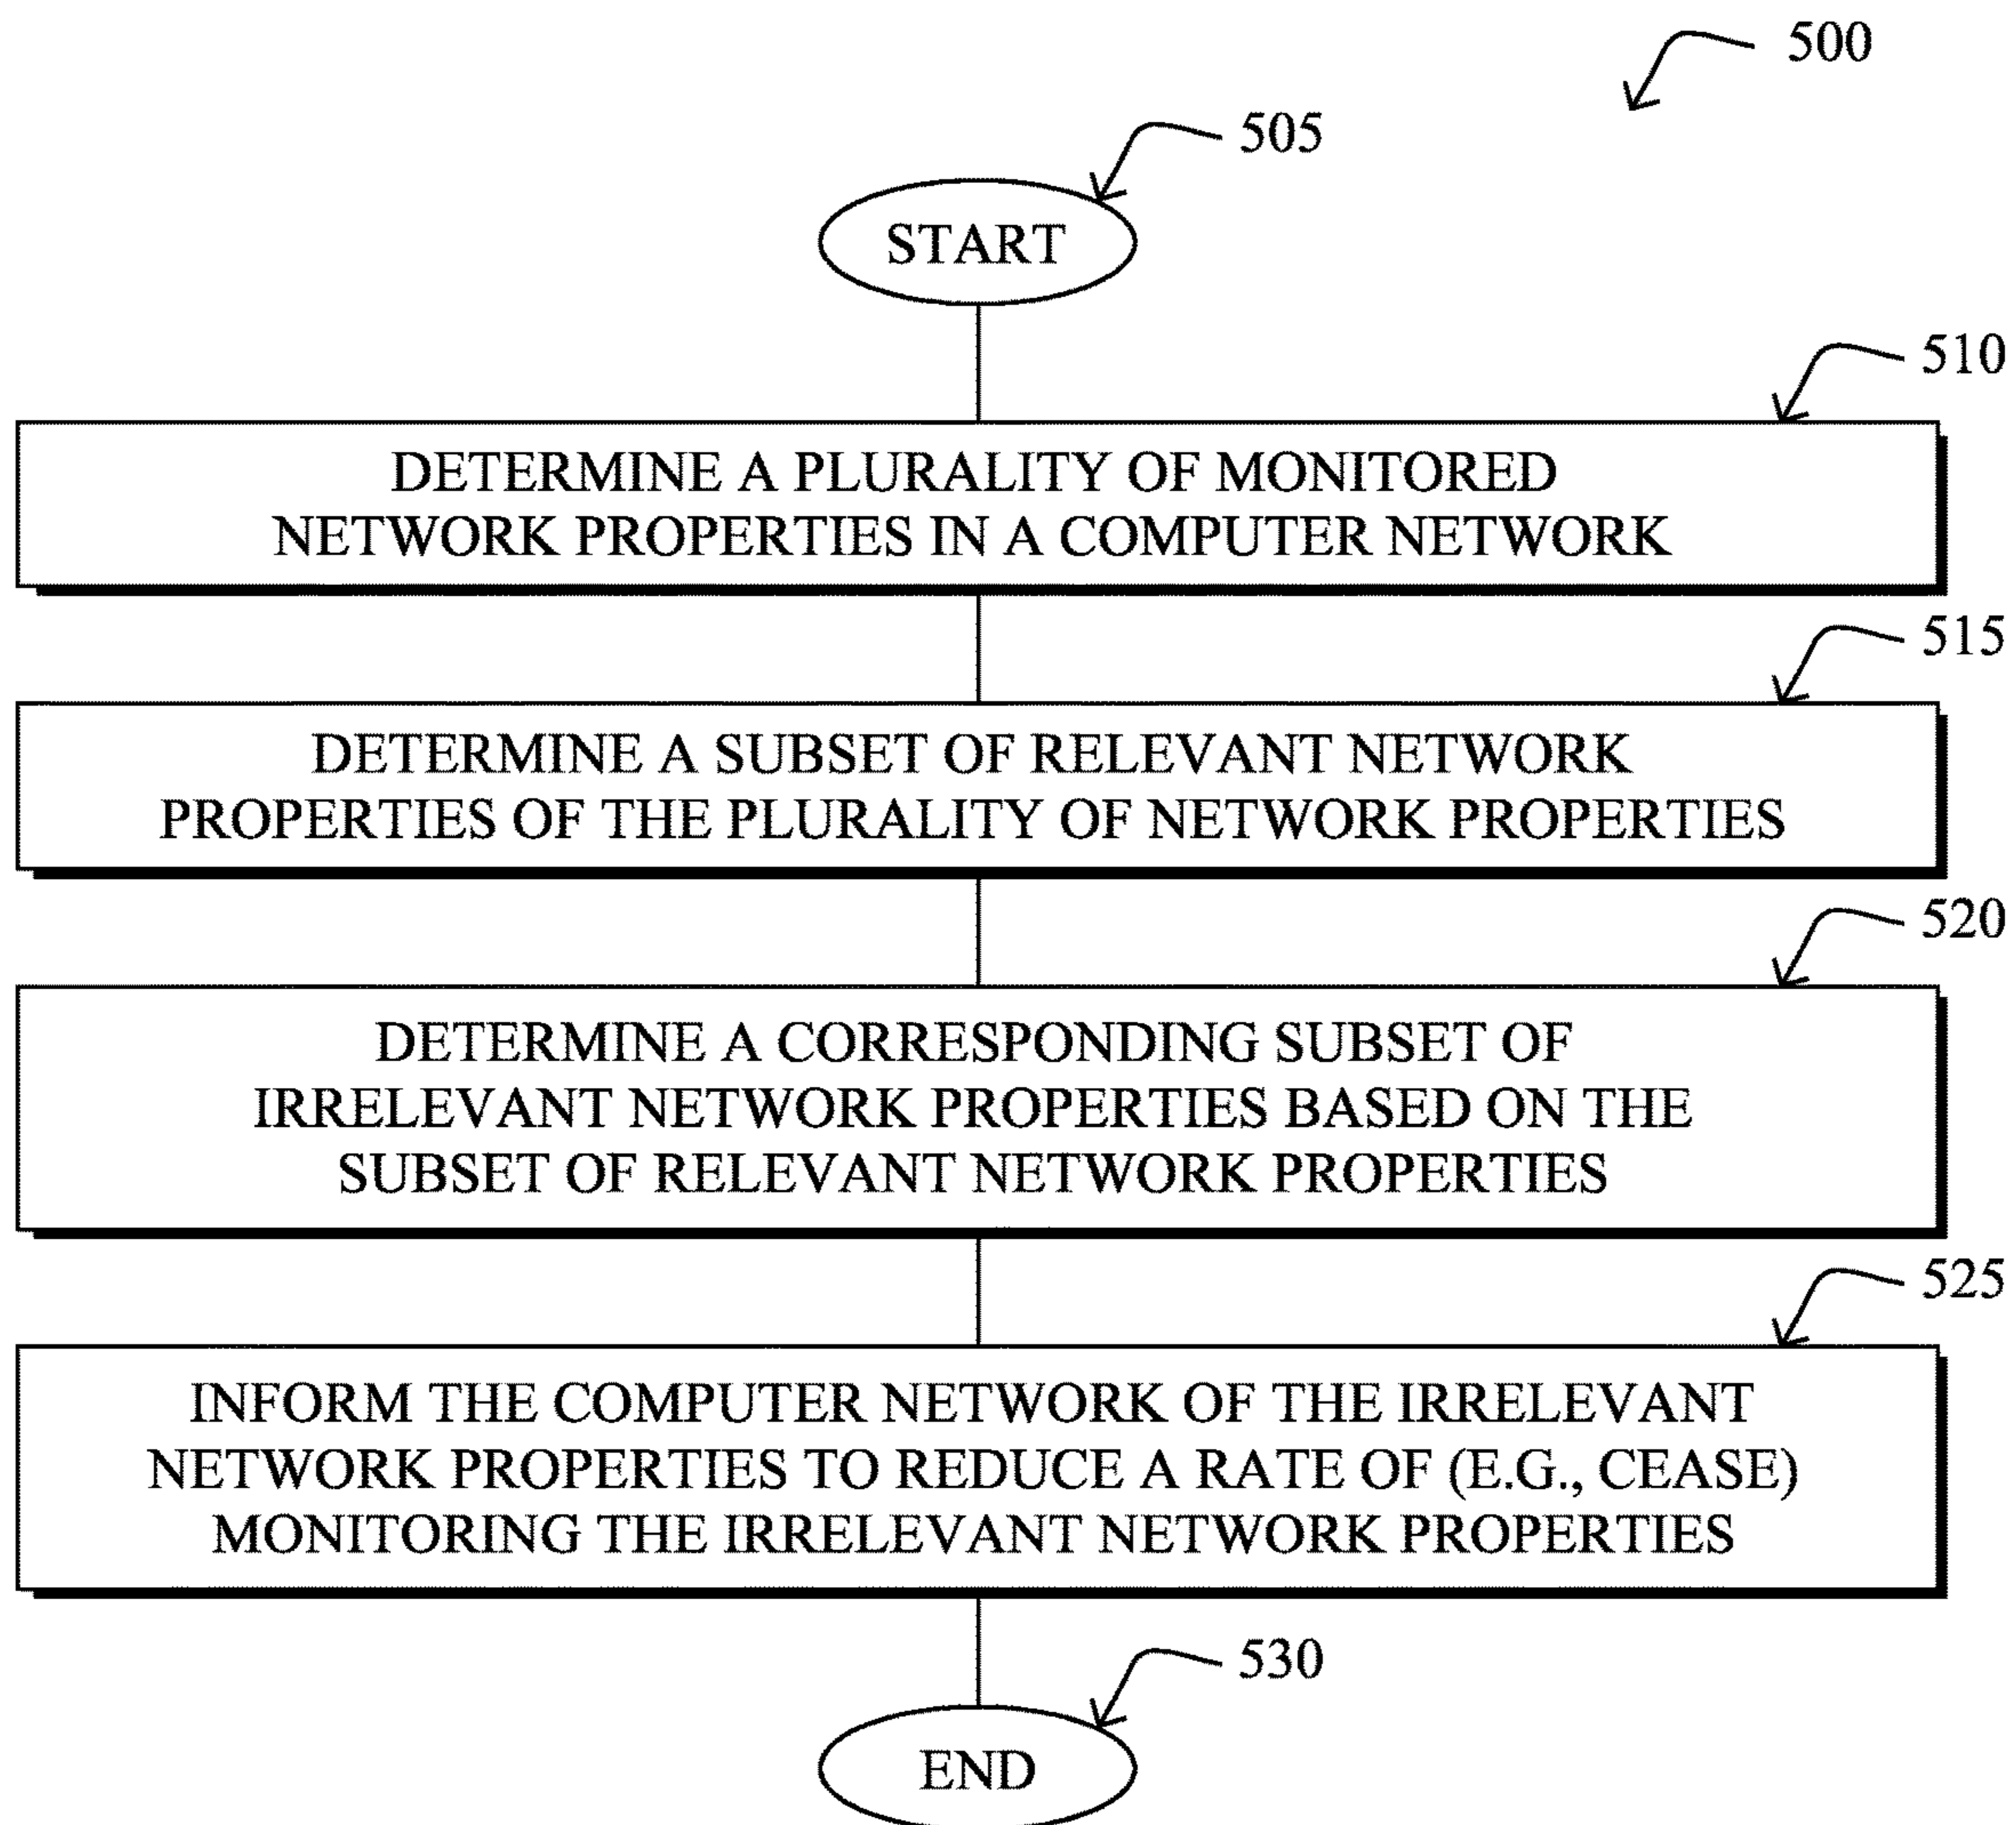 500
505
START
510
DETERMINE A PLURALITY OF MONITORED
NETWORK PROPERTIES IN A COMPUTER NETWORK
515
DETERMINE A SUBSET OF RELEVANT NETWORK
PROPERTIES OF THE PLURALITY OF NETWORK PROPERTIES
520
DETERMINE A CORRESPONDING SUBSET OF
IRRELEVANT NETWORK PROPERTIES BASED ON THE
SUBSET OF RELEVANT NETWORK PROPERTIES
525
INFORM THE COMPUTER NETWORK OF THE IRRELEVANT
NETWORK PROPERTIES TO REDUCE A RATE OF (E.G., CEASE)
MONITORING THE IRRELEVANT NETWORK PROPERTIES
530
END